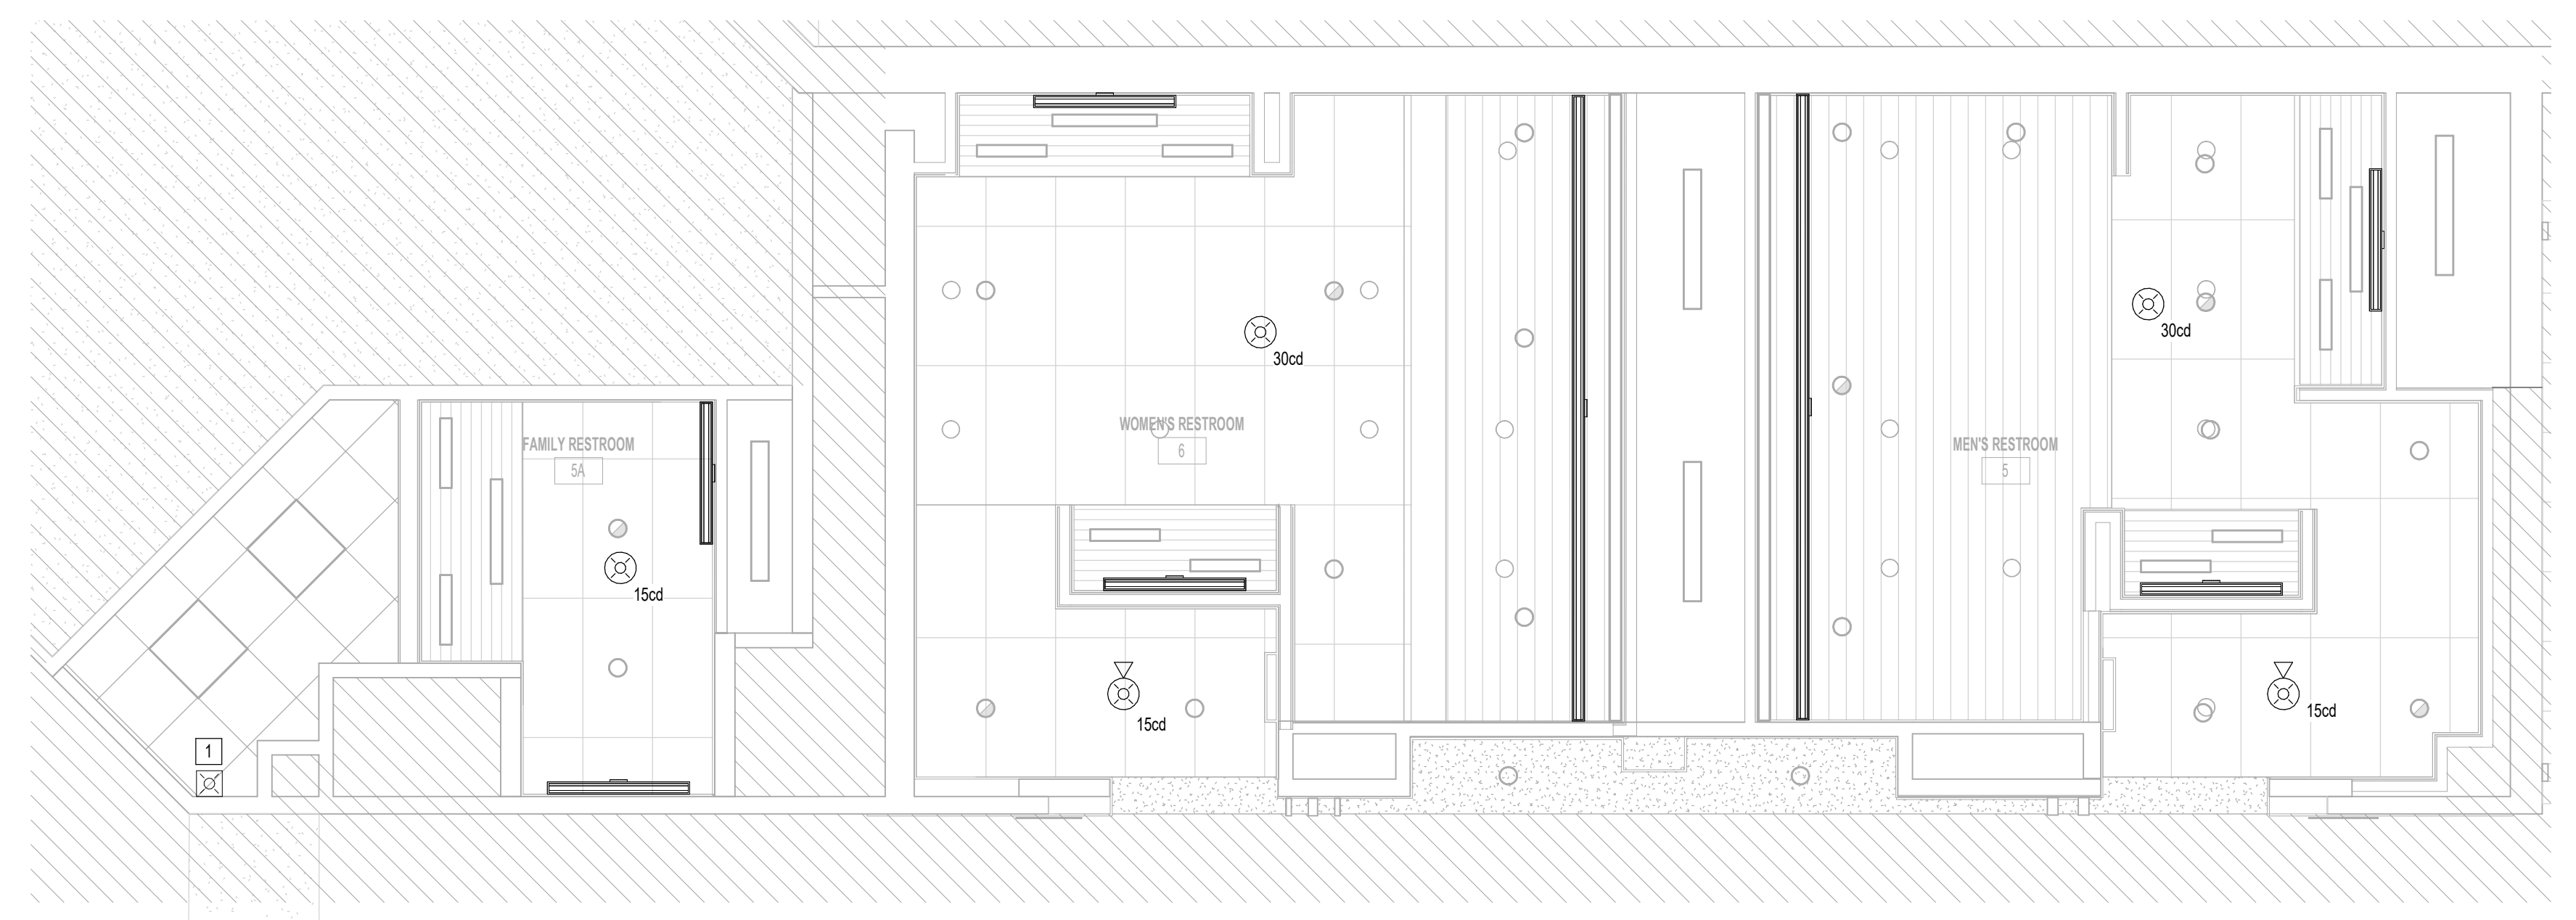 30cd
30cd
WOMEN'S RESTROOM
6
FAMILY RESTROOM
5A
MEN'S RESTROOM
5
15cd
15cd
15cd
1